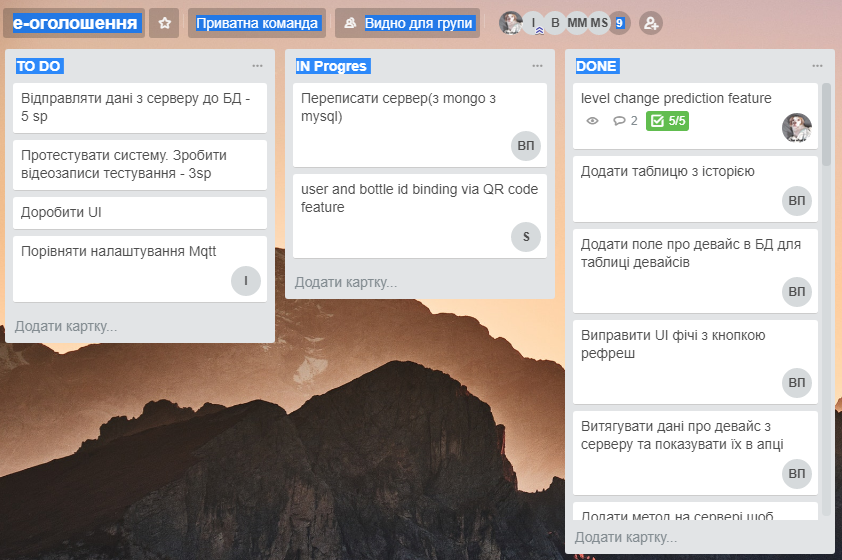 е-оголошення
Приватна команда
Видно для групи
I
B
MM
MS
9
TO DO
Відправляти дані з серверу до БД -
5 sp
Протестувати систему. Зробити
відеозаписи тестування - 3sp
Доробити UI
Порівняти налаштування Mqtt
I
Додати картку...
IN Progres
Переписати сервер(з mongo з
mysql)
ВП
user and bottle id binding via QR code
feature
S
Додати картку...
DONE
level change prediction feature
2
5/5
Додати таблицю з історією
ВП
Додати поле про девайс в БД для
таблиці девайсів
ВП
Виправити UI фічі з кнопкою
рефреш
ВП
Витягувати дані про девайс з
серверу та показувати їх в апці
ВП
Додати метод на сервері щоб
Додати картку...